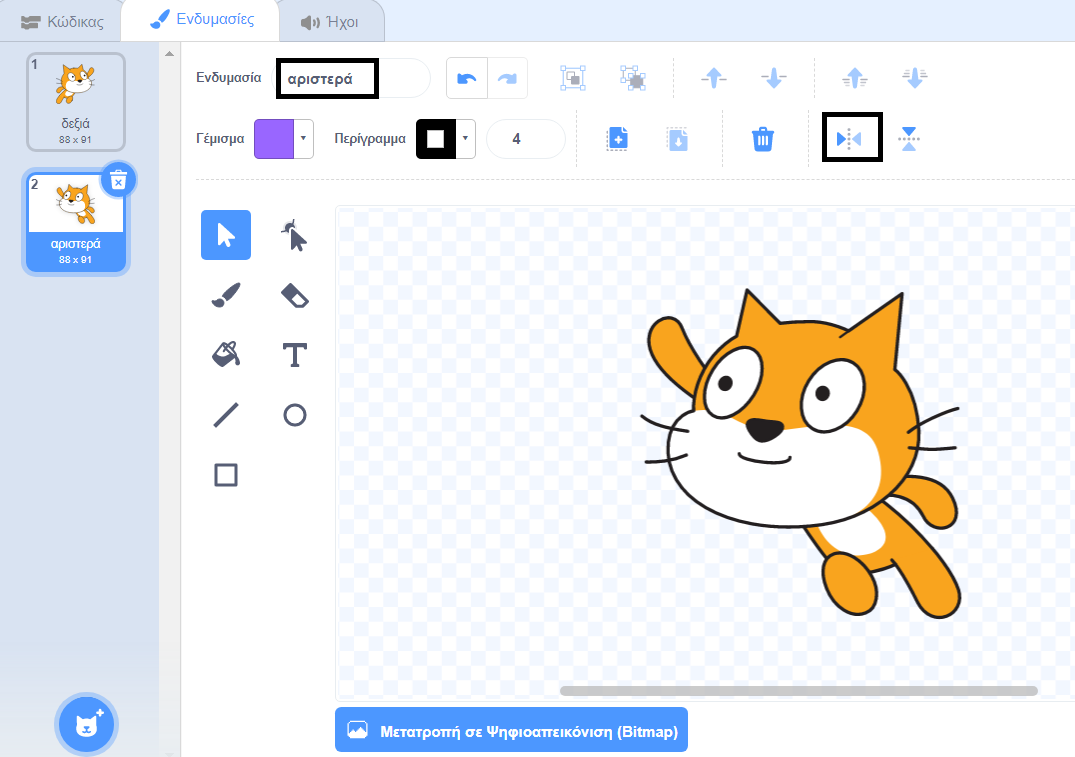 Κώδικας
Ενδυμασίες
Ήχοι
1
δεξιά
88 x 91
2
αριστερά
88 x 91
Ενδυμασία
αριστερά
Γέμισμα
Περίγραμμα
4
T
Μετατροπή σε Ψηφιοαπεικόνιση (Bitmap)